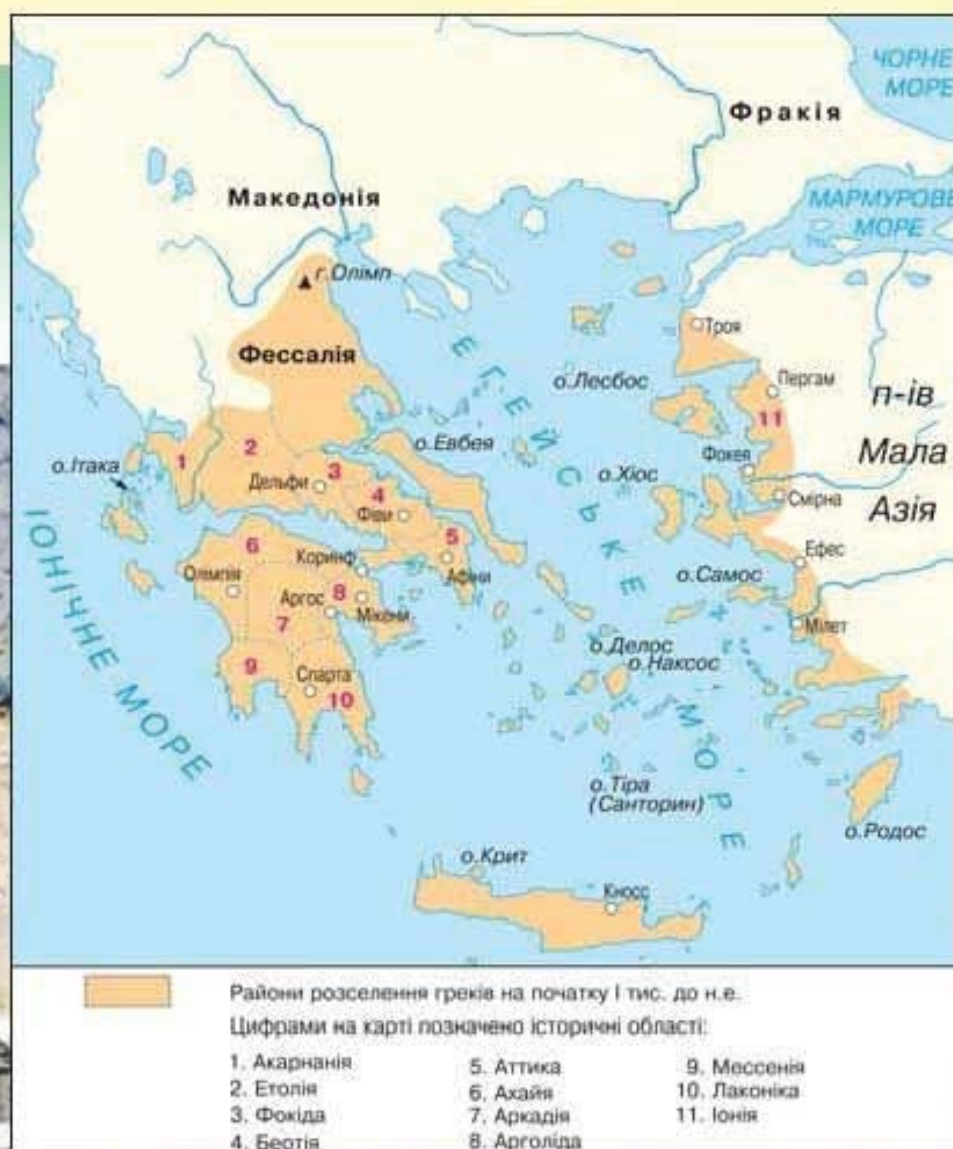 ЧОРНЕ
МОРЕ
Фракія
Македонія
МАРМУРОВЕ
МОРЕ
г.Олімп
Фессалія
Троя
о.Лесбос
Пергам
п-ів
Мала
Азія
11
ЕГЕЙСЬКЕ МОРЕ
о.Евбея
1
2
3
о.Ітака
Дельфи
4
Фіви
Фокея
о.Хіос
Смірна
5
6
Коринф
Афіни
Ефес
Олімпія
о.Самос
8
Аргос
Мікени
7
Мілет
ІОНІЧНЕ МОРЕ
о.Делос
о.Наксос
9
Спарта
10
о.Тіра
(Санторин)
о.Родос
о.Крит
Кносс
Райони розселення греків на початку І тис. до н.е.
Цифрами на карті позначено історичні області:
1. Акарнанія
2. Етолія
3. Фокіда
4. Беотія
5. Аттика
6. Ахайя
7. Аркадія
8. Арголіда
9. Мессенія
10. Лаконіка
11. Іонія